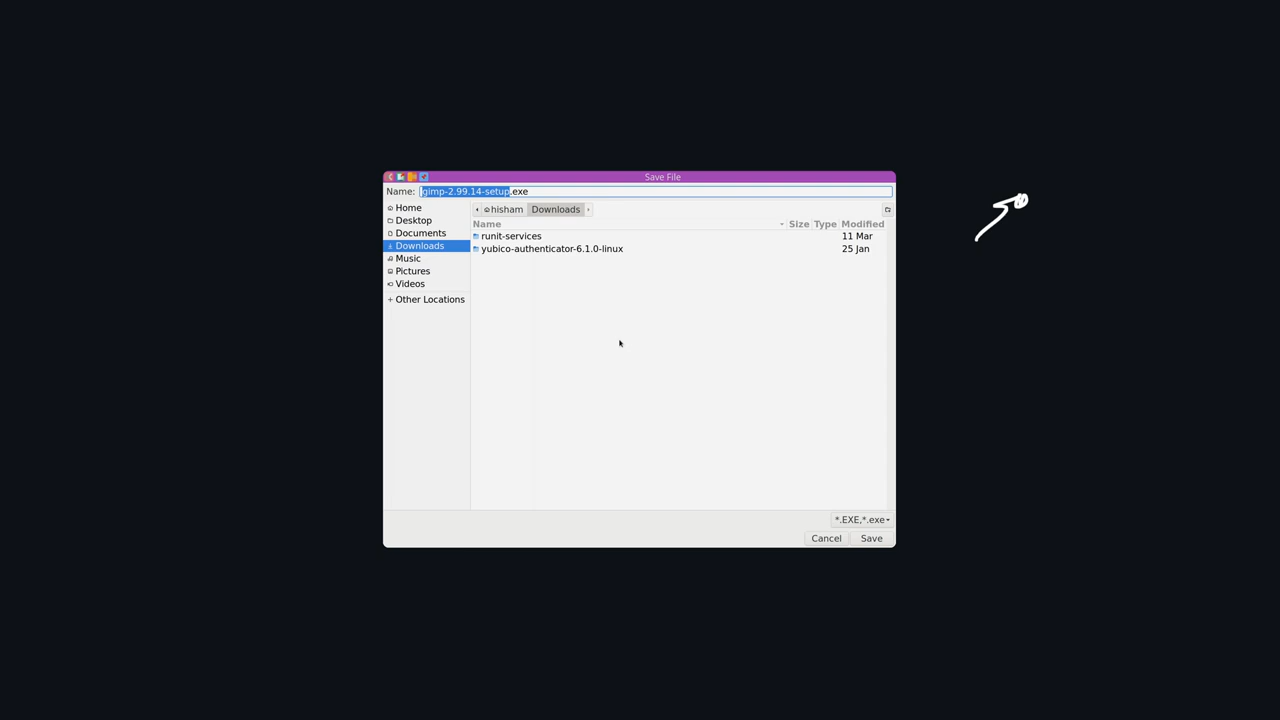 Save File
Name: gimp-2.99.14-setup.exe
Home
Desktop
Documents
Downloads
Music
Pictures
Videos
Other Locations
hisham Downloads
Name Size Type Modified
runit-services 11 Mar
yubico-authenticator-6.1.0-linux 25 Jan
*.EXE,*.exe
Cancel Save